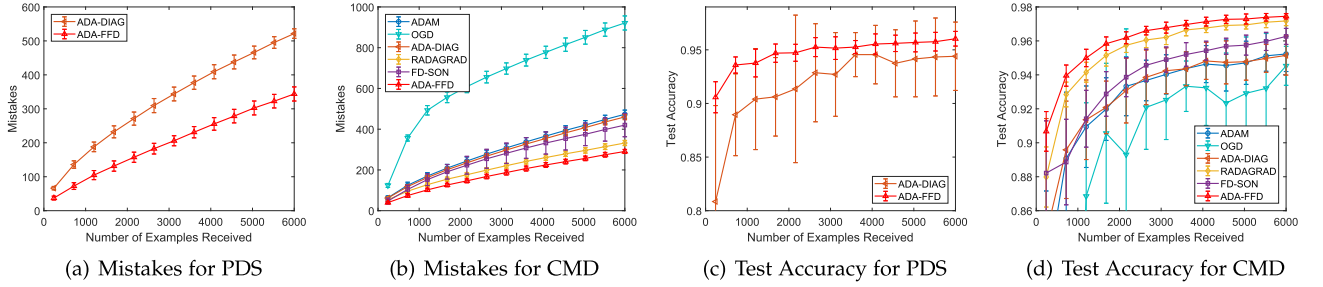 600
500
400
300
200
100
0
Mistakes
ADA-DIAG
ADA-FFD
0 1000 2000 3000 4000 5000 6000
Number of Examples Received
(a) Mistakes for PDS
1000
800
600
400
200
0
Mistakes
ADAM
OGD
ADA-DIAG
RADAGRAD
FD-SON
ADA-FFD
0 1000 2000 3000 4000 5000 6000
Number of Examples Received
(b) Mistakes for CMD
0.95
0.9
0.85
0.8
Test Accuracy
ADA-DIAG
ADA-FFD
0 1000 2000 3000 4000 5000 6000
Number of Examples Received
(c) Test Accuracy for PDS
0.98
0.96
0.94
0.92
0.9
0.88
0.86
Test Accuracy
ADAM
OGD
ADA-DIAG
RADAGRAD
FD-SON
ADA-FFD
0 1000 2000 3000 4000 5000 6000
Number of Examples Received
(d) Test Accuracy for CMD